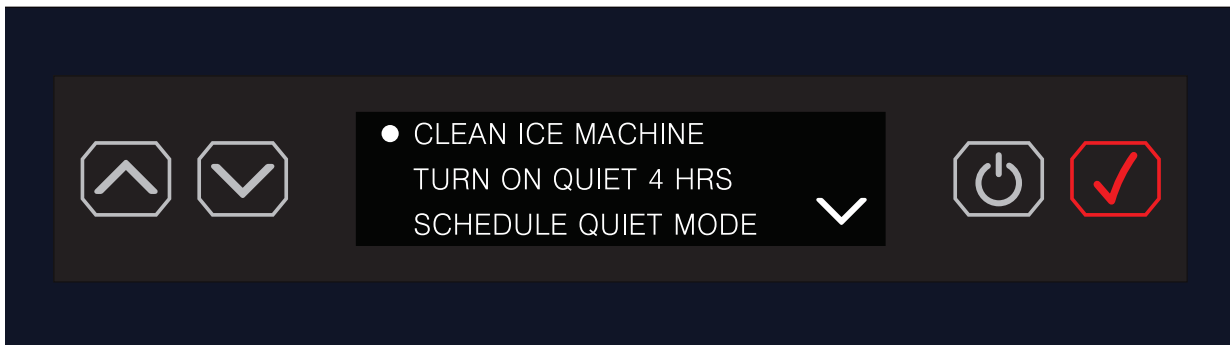 CLEAN ICE MACHINE
TURN ON QUIET 4 HRS
SCHEDULE QUIET MODE